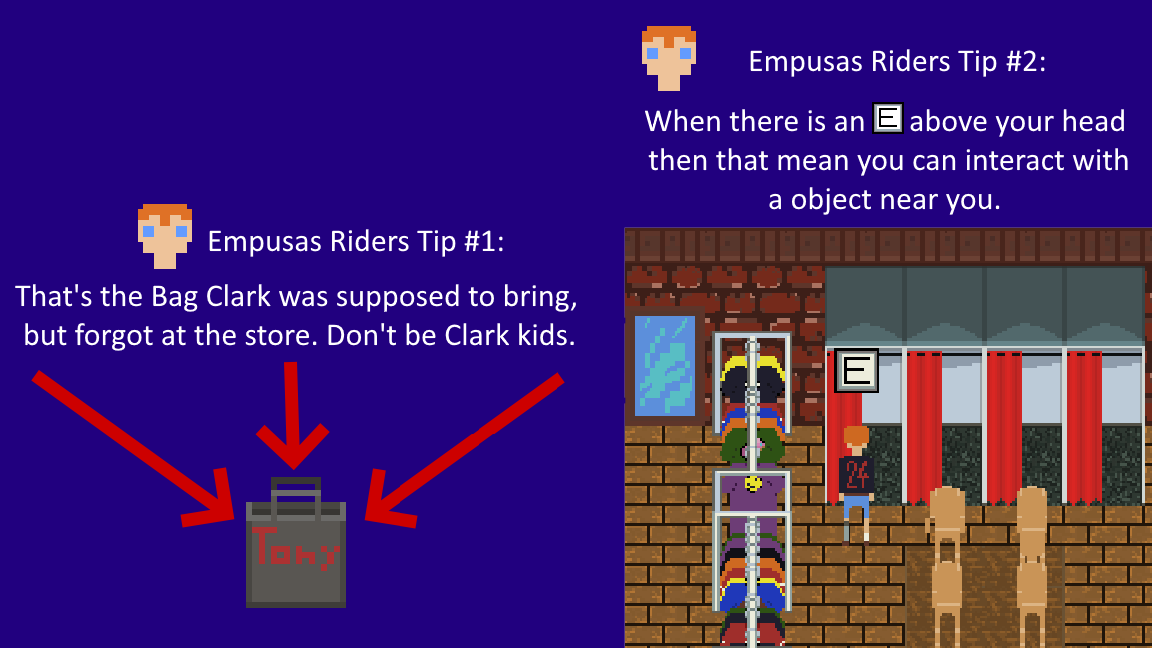 Empusas Riders Tip #1:
That's the Bag Clark was supposed to bring,
but forgot at the store. Don't be Clark kids.
Tomy
Empusas Riders Tip #2:
When there is an E above your head
then that mean you can interact with
a object near you.
E